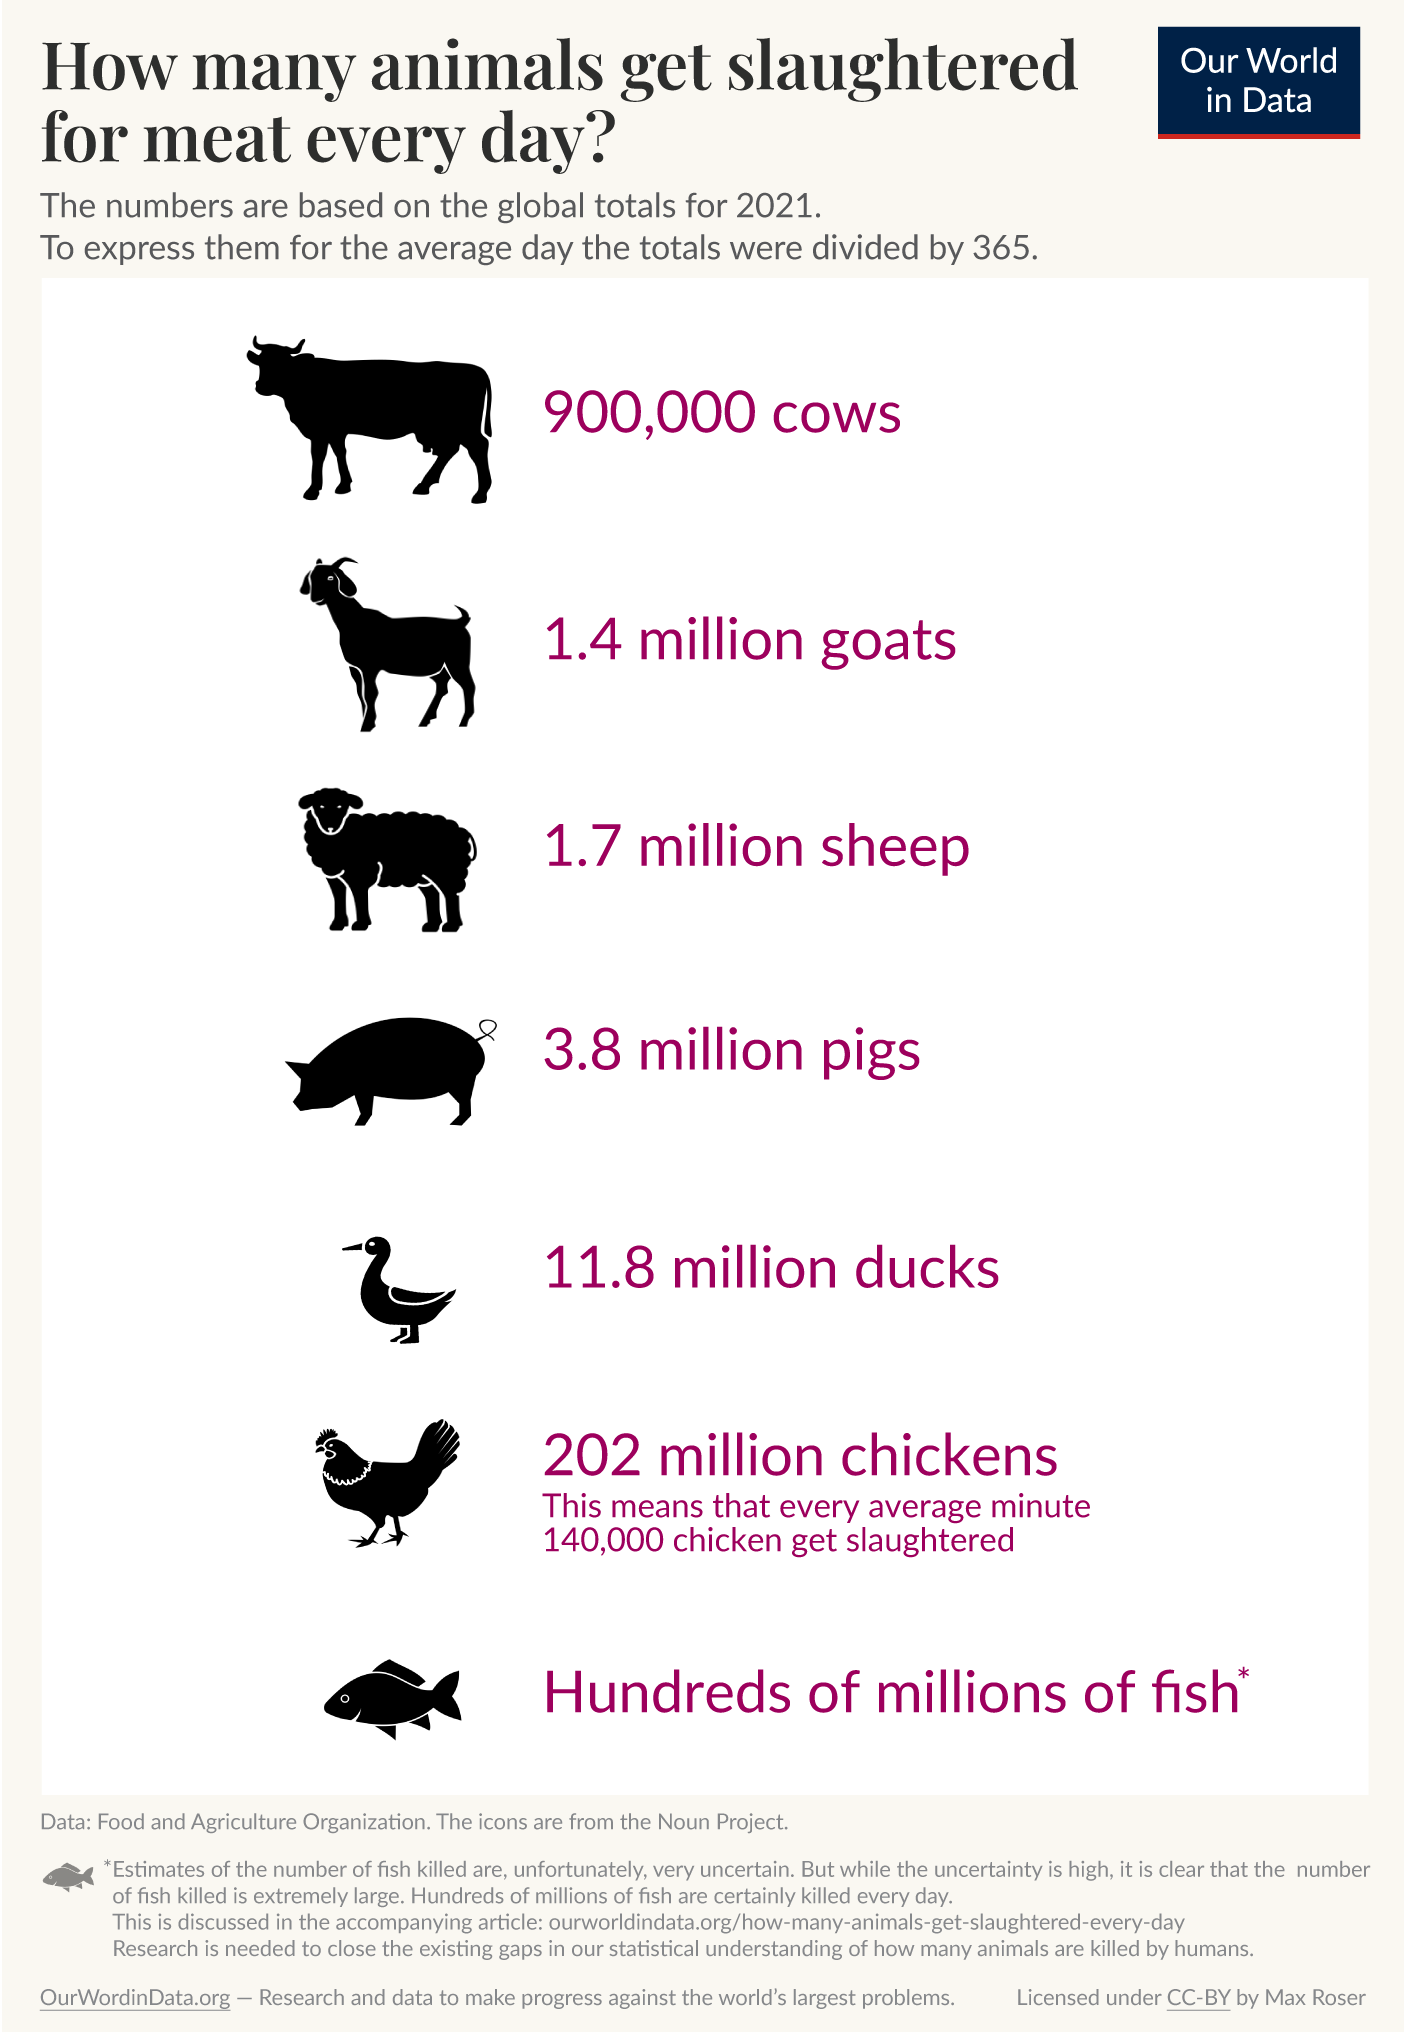 How many animals get slaughtered
for meat every day?
Our World
in Data
The numbers are based on the global totals for 2021.
To express them for the average day the totals were divided by 365.
900,000 cows
1.4 million goats
1.7 million sheep
3.8 million pigs
11.8 million ducks
202 million chickens
This means that every average minute
140,000 chicken get slaughtered
Hundreds of millions of fish*
Data: Food and Agriculture Organization. The icons are from the Noun Project.
*Estimates of the number of fish killed are, unfortunately, very uncertain. But while the uncertainty is high, it is clear that the number
of fish killed is extremely large. Hundreds of millions of fish are certainly killed every day.
This is discussed in the accompanying article: ourworldindata.org/how-many-animals-get-slaughtered-every-day
Research is needed to close the existing gaps in our statistical understanding of how many animals are killed by humans.
OurWordinData.org — Research and data to make progress against the world's largest problems.
Licensed under CC-BY by Max Roser